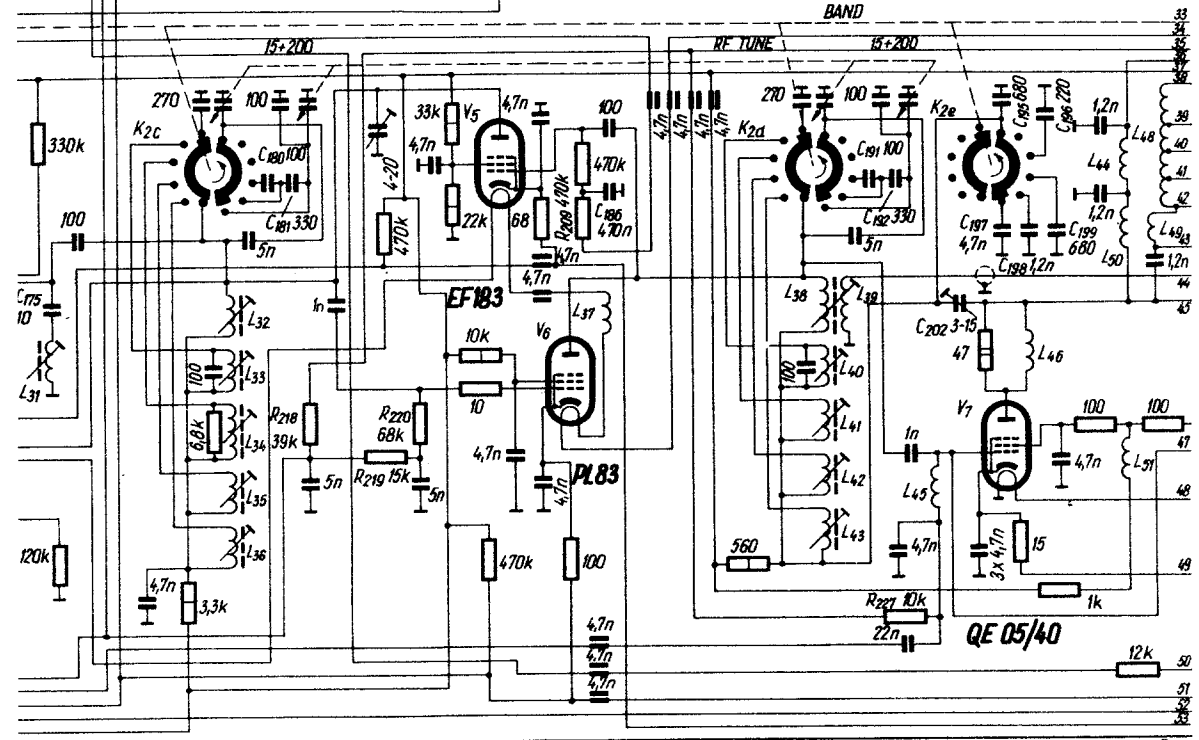 BAND
33
34
RF TUNE
15+200
15+200
35
36
37
38
270
100
33k
V5
4,7n
100
4,7n
4,7n
4,7n
4,7n
270
100
C195 680
C196 220
1,2n
K2c
K2d
K2e
L48
39
330k
4,7n
C180 100
4-20
470k
C191 100
L44
40
41
C181 330
22k
68
R209 470k
C186
470n
C192 330
1,2n
42
100
470k
C197
4,7n
C199
680
L49
43
5n
4,7n
5n
C198 1,2n
L50
1,2n
4,7n
44
C175
10
EF183
L38
L39
1n
L37
C202 3-15
45
L32
V6
10k
47
L46
L31
100
L33
100
L40
10
V7
100
100
R218
39k
R220
68k
6,8k
L34
L41
1n
47
4,7n
4,7n
L51
R219 15k
PL83
L45
L35
5n
5n
4,7n
L42
48
L36
L43
120k
470k
100
560
4,7n
3x4,7n
15
49
4,7n
3,3k
R227 10k
1k
4,7n
22n
QE 05/40
4,7n
12k
50
4,7n
51
52
53